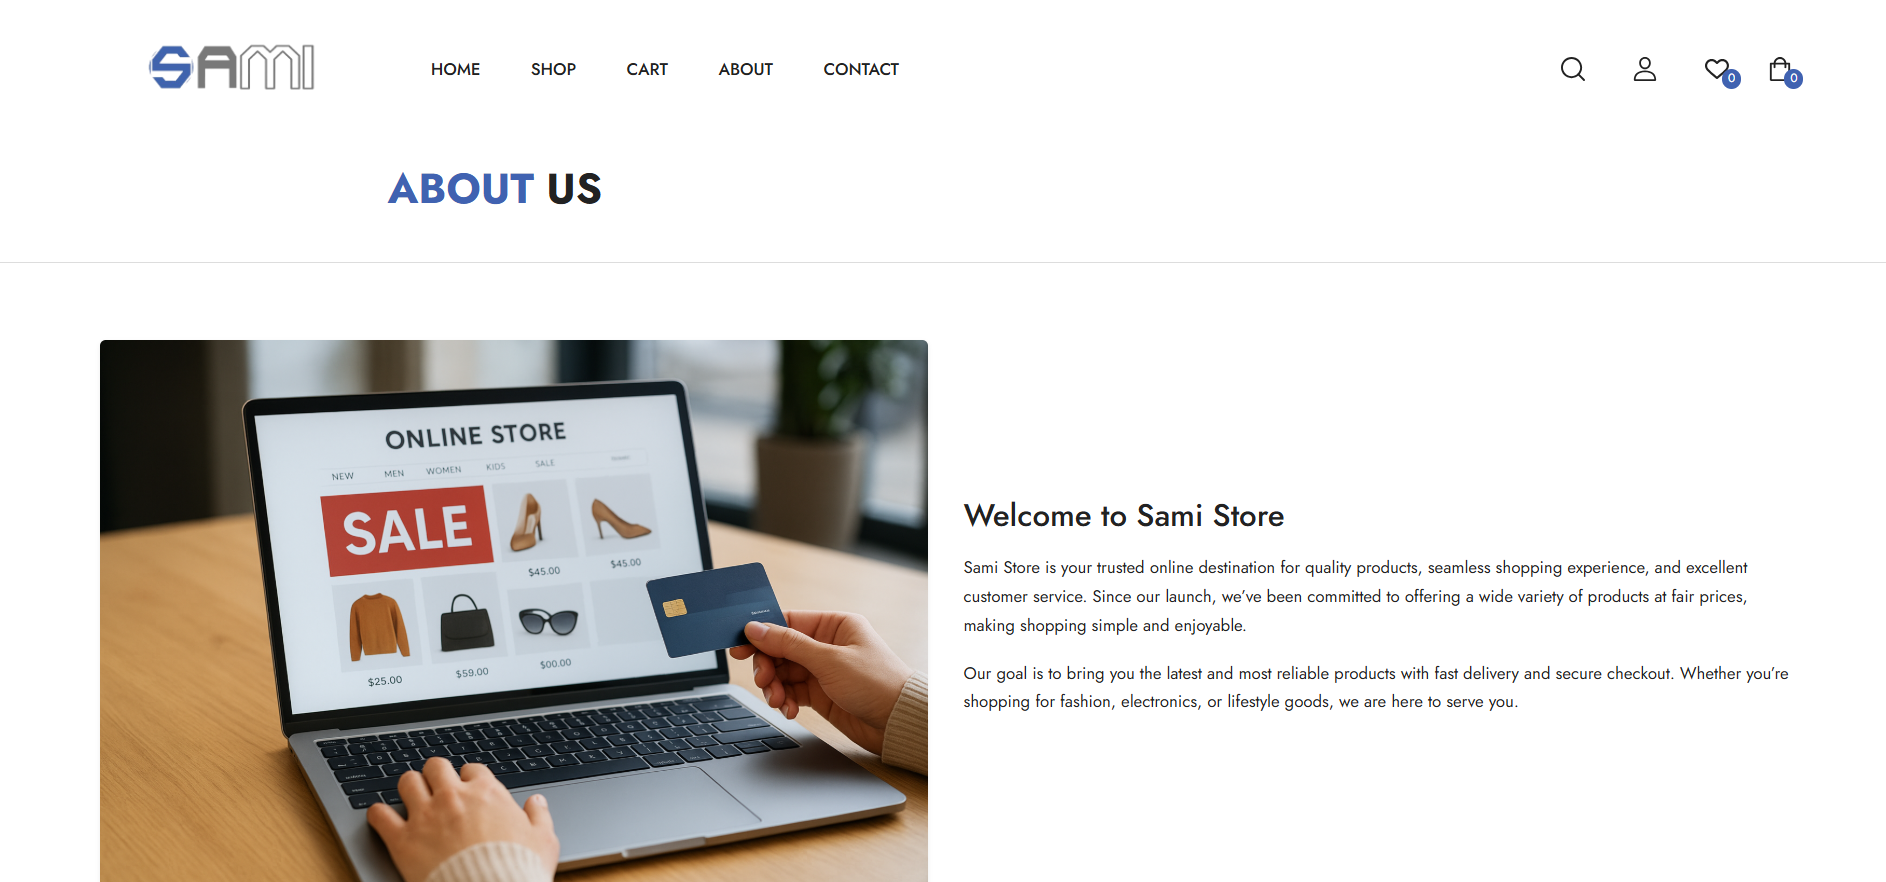 SAMI
HOME SHOP CART ABOUT CONTACT
0 0
ABOUT US
ONLINE STORE
NEW MEN WOMEN KIDS SALE
SALE
$45.00 $45.00
$25.00 $59.00 $00.00
Welcome to Sami Store
Sami Store is your trusted online destination for quality products, seamless shopping experience, and excellent
customer service. Since our launch, we’ve been committed to offering a wide variety of products at fair prices,
making shopping simple and enjoyable.
Our goal is to bring you the latest and most reliable products with fast delivery and secure checkout. Whether you’re
shopping for fashion, electronics, or lifestyle goods, we are here to serve you.